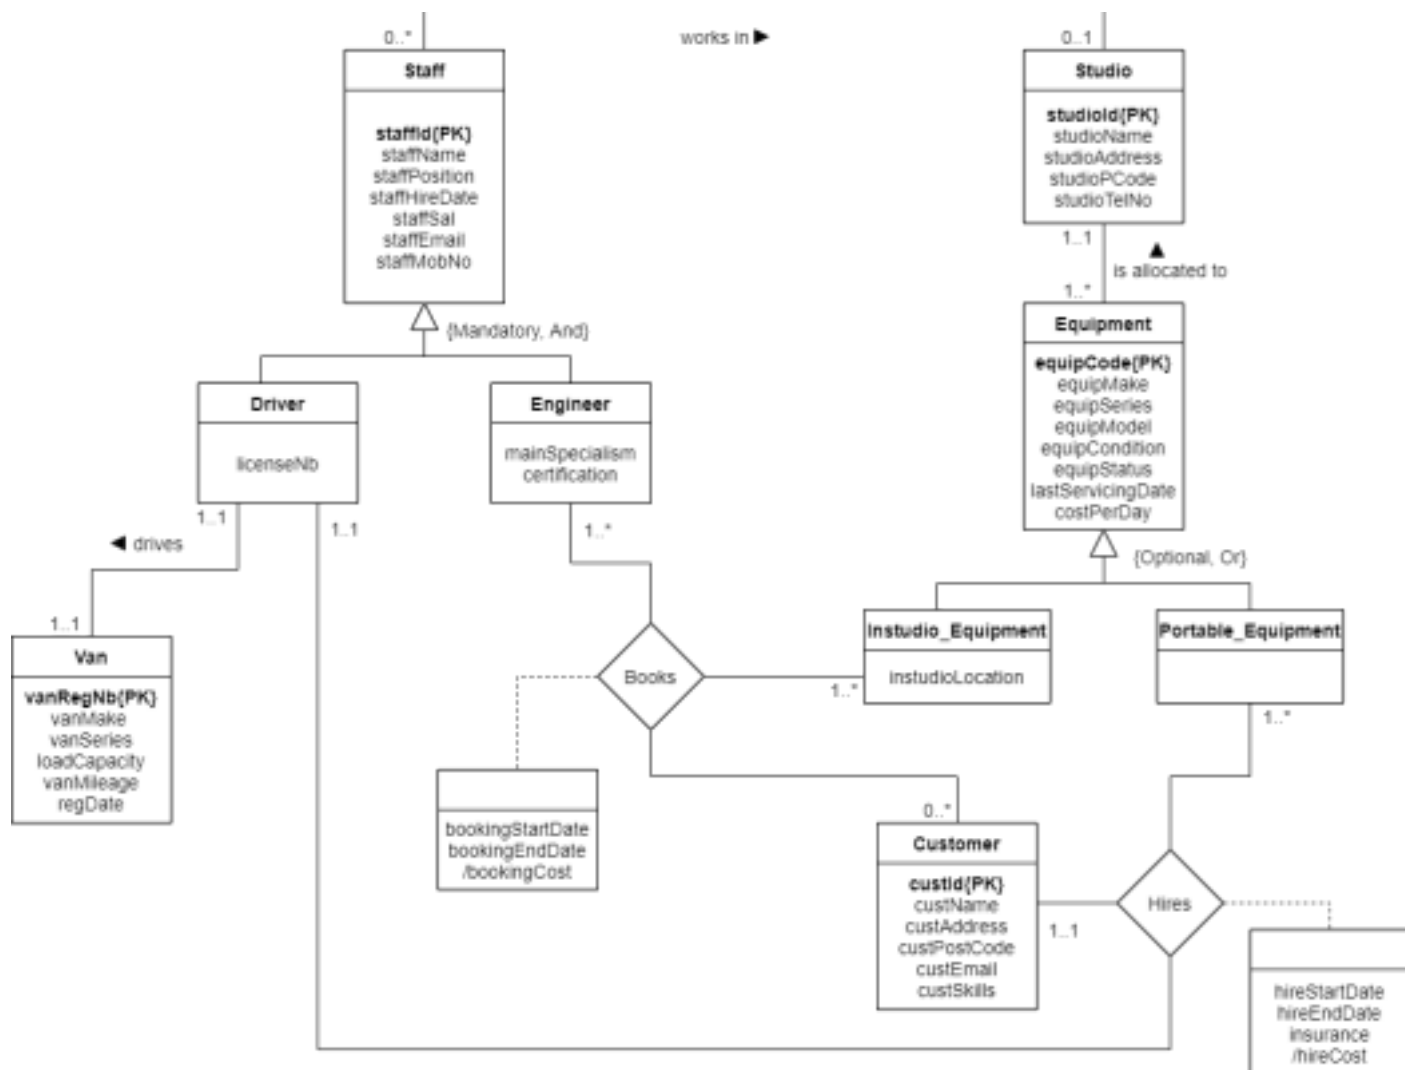 0..*
works in ►
0..1
Staff
staffId{PK}
staffName
staffPosition
staffHireDate
staffSal
staffEmail
staffMobNo
Studio
studioId{PK}
studioName
studioAddress
studioPCode
studioTelNo
1..1
▲
is allocated to
1..*
{Mandatory, And}
Equipment
equipCode{PK}
equipMake
equipSeries
equipModel
equipCondition
equipStatus
lastServicingDate
costPerDay
Driver
licenseNb
Engineer
mainSpecialism
certification
1..1
1..1
1..*
◄ drives
{Optional, Or}
1..1
Van
vanRegNb{PK}
vanMake
vanSeries
loadCapacity
vanMileage
regDate
Books
1..*
Instudio_Equipment
instudioLocation
Portable_Equipment
1..*
bookingStartDate
bookingEndDate
/bookingCost
0..*
Customer
custId{PK}
custName
custAddress
custPostCode
custEmail
custSkills
1..1
Hires
hireStartDate
hireEndDate
insurance
/hireCost